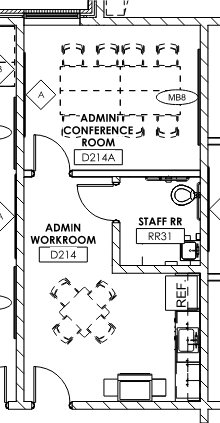 A
MB8
ADMIN
CONFERENCE
ROOM
D214A
STAFF RR
RR31
ADMIN
WORKROOM
D214
REF.